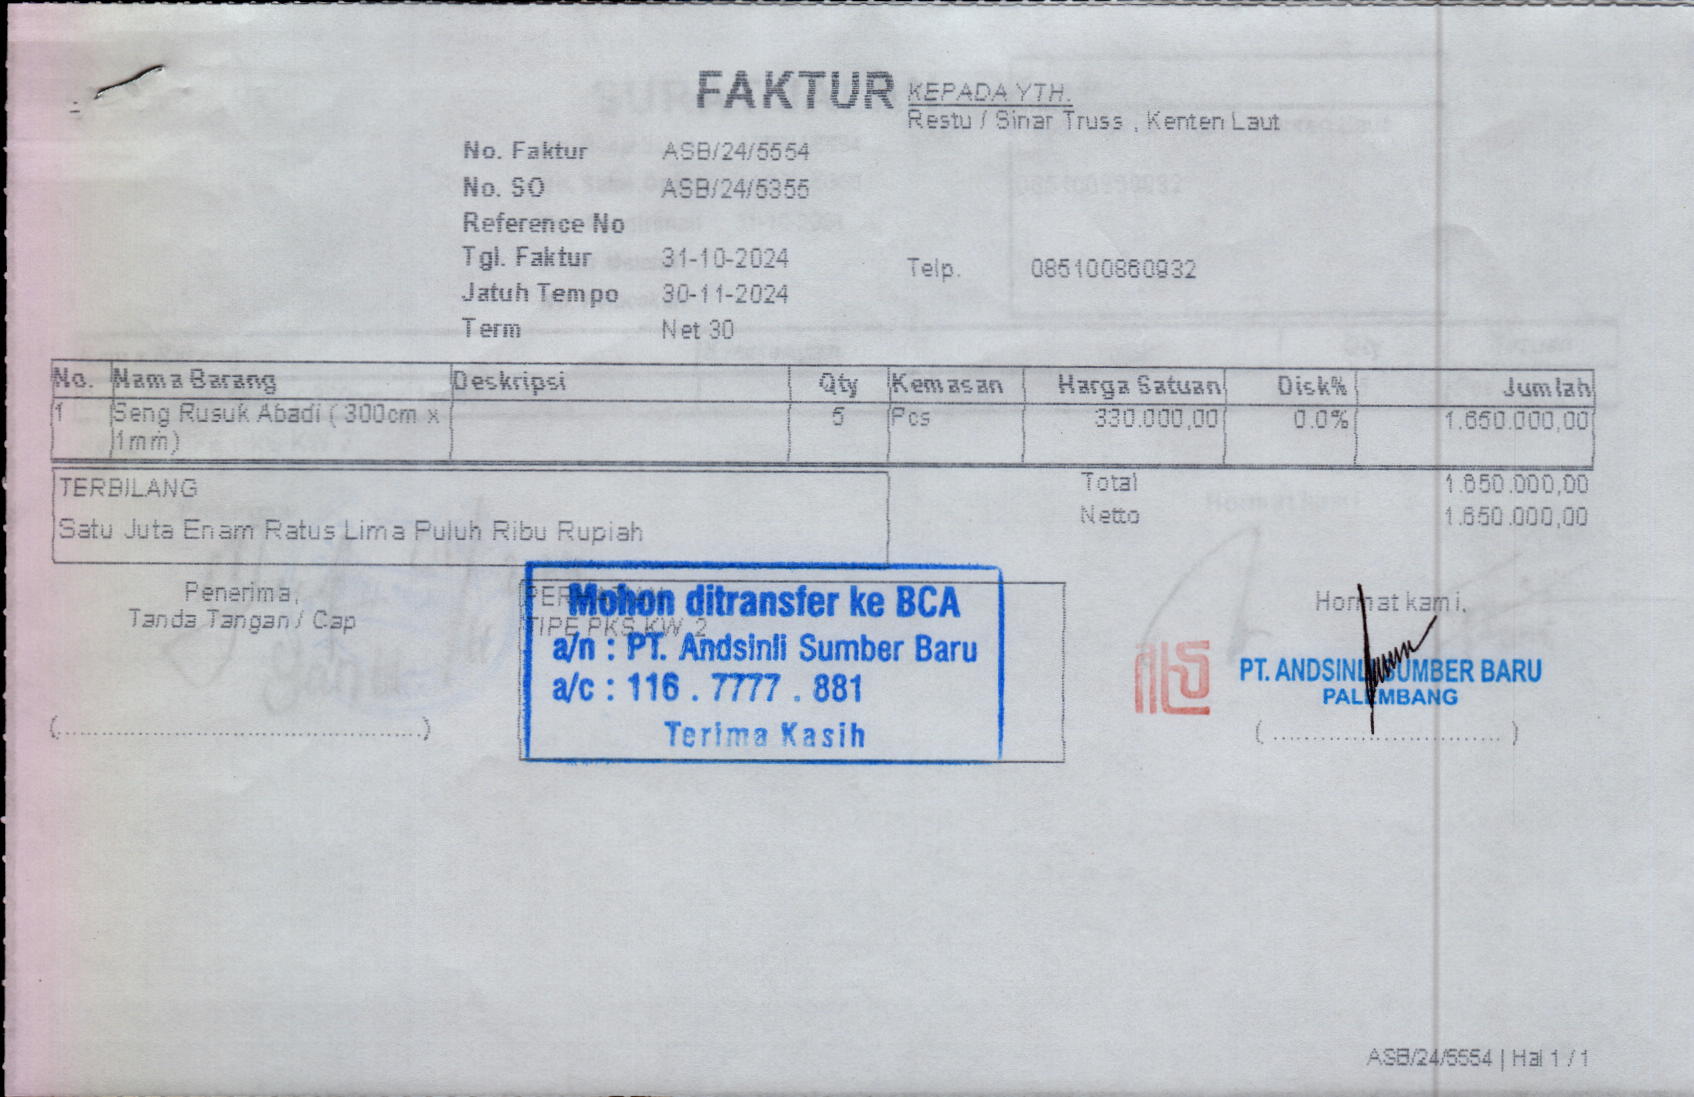 FAKTUR
KEPADA YTH.
Restu / Sinar Truss , Kenten Laut
No. Faktur ASB/24/5554
No. SO ASB/24/5355
Reference No
Tgl. Faktur 31-10-2024
Telp. 085100860932
Jatuh Tempo 30-11-2024
Term Net 30
No. Nama Barang Deskripsi Qty Kemasan Harga Satuan Disk% Jumlah
1 Seng Rusuk Abadi ( 300cm x 5 Pcs 330.000,00 0.0% 1.650.000,00
1mm)
TERBILANG
Satu Juta Enam Ratus Lima Puluh Ribu Rupiah
Total 1.650.000,00
Netto 1.650.000,00
Penerima,
Tanda Tangan / Cap
TIPE PKS KW 2
Mohon ditransfer ke BCA
a/n : PT. Andsinli Sumber Baru
a/c : 116 . 7777 . 881
Terima Kasih
Hormat kami,
PT. ANDSINLI SUMBER BARU
PALEMBANG
(............................................)
(............................)
ASB/24/5554 | Hal 1 / 1